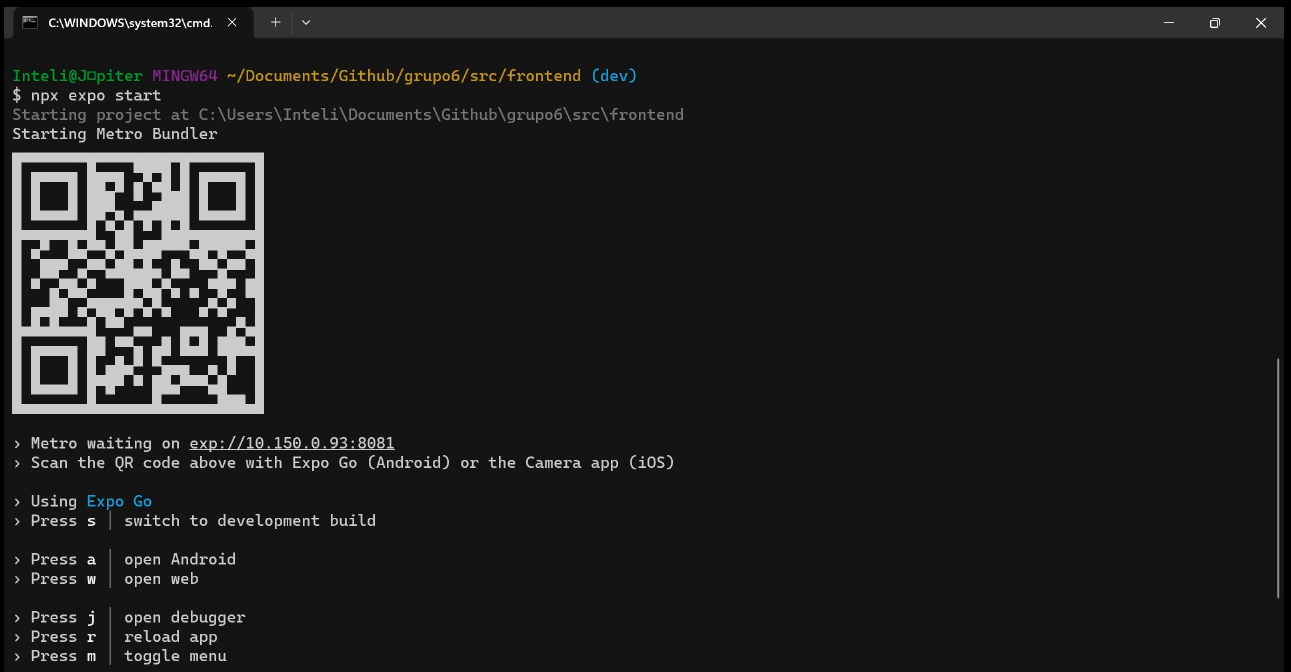 C:\WINDOWS\system32\cmd.
Inteli@J□piter MINGW64 ~/Documents/Github/grupo6/src/frontend (dev)
$ npx expo start
Starting project at C:\Users\Inteli\Documents\Github\grupo6\src\frontend
Starting Metro Bundler
› Metro waiting on exp://10.150.0.93:8081
› Scan the QR code above with Expo Go (Android) or the Camera app (iOS)
› Using Expo Go
› Press s │ switch to development build
› Press a │ open Android
› Press w │ open web
› Press j │ open debugger
› Press r │ reload app
› Press m │ toggle menu